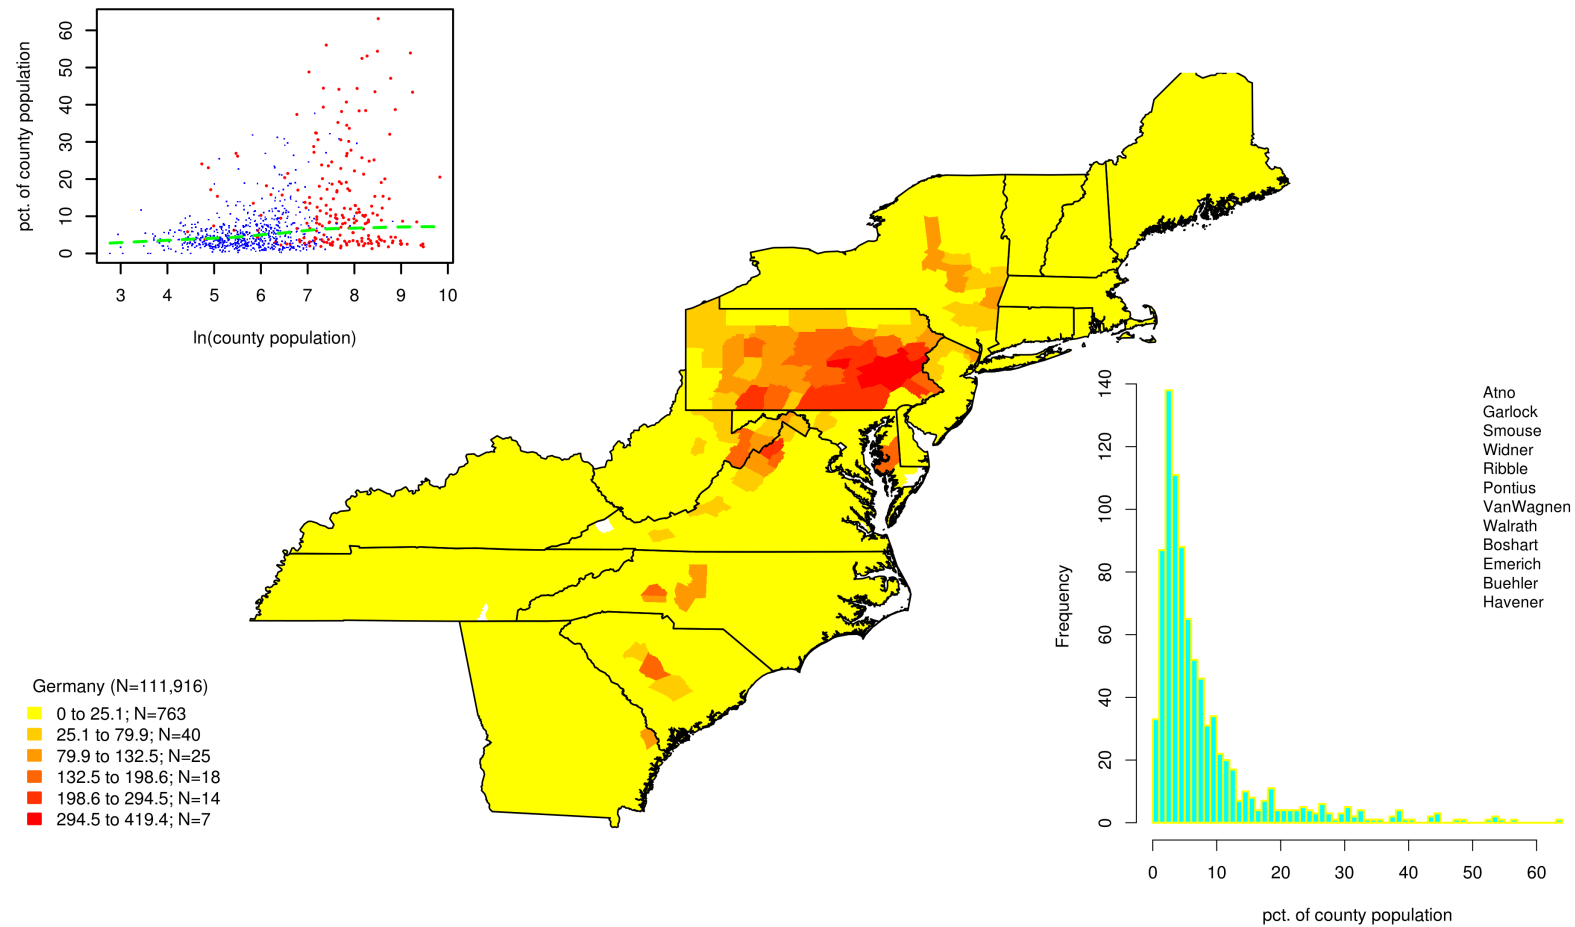 pct. of county population
0
10
20
30
40
50
60
3 4 5 6 7 8 9 10
ln(county population)
Germany (N=111,916)
0 to 25.1; N=763
25.1 to 79.9; N=40
79.9 to 132.5; N=25
132.5 to 198.6; N=18
198.6 to 294.5; N=14
294.5 to 419.4; N=7
Atno
Garlock
Smouse
Widner
Ribble
Pontius
VanWagnen
Walrath
Boshart
Emerich
Buehler
Havener
Frequency
0
20
40
60
80
100
120
140
0 10 20 30 40 50 60
pct. of county population